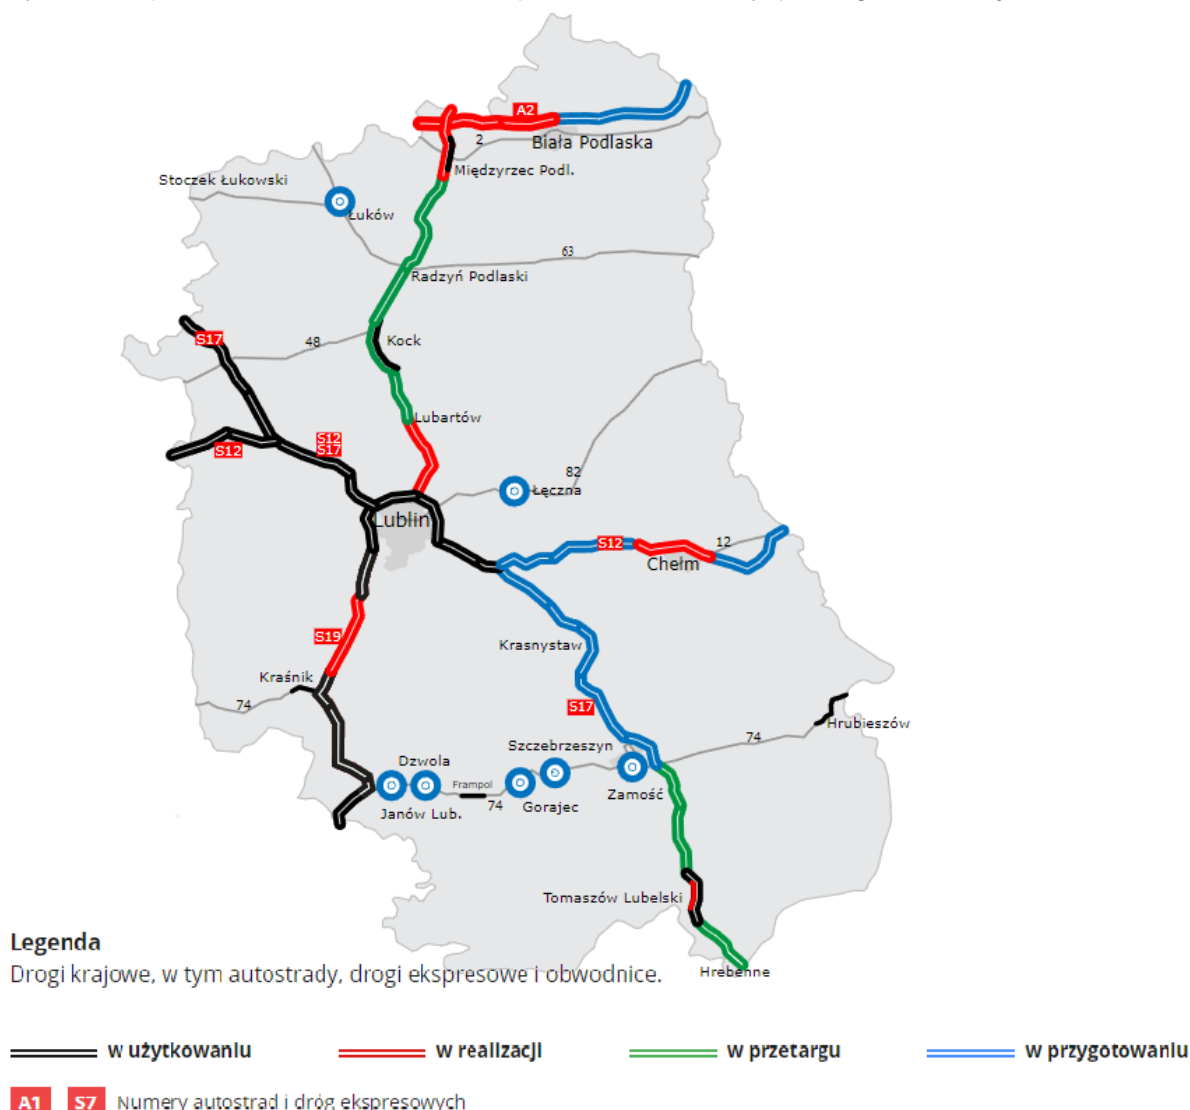 A2
2
Biała Podlaska
Międzyrzec Podl.
Stoczek Łukowski
Łuków
63
Radzyń Podlaski
S17
48
Kock
Lubartów
S12
S12
S17
82
Łęczna
Lublin
S12
12
Chełm
S19
Krasnystaw
Kraśnik
74
S17
Hrubieszów
74
Szczebrzeszyn
Dzwola
Frampol
74
Gorajec
Zamość
Janów Lub.
Tomaszów Lubelski
Hrebenne
Legenda
Drogi krajowe, w tym autostrady, drogi ekspresowe i obwodnice.
w użytkowaniu w realizacji w przetargu w przygotowaniu
A1 S7 Numery autostrad i dróg ekspresowych